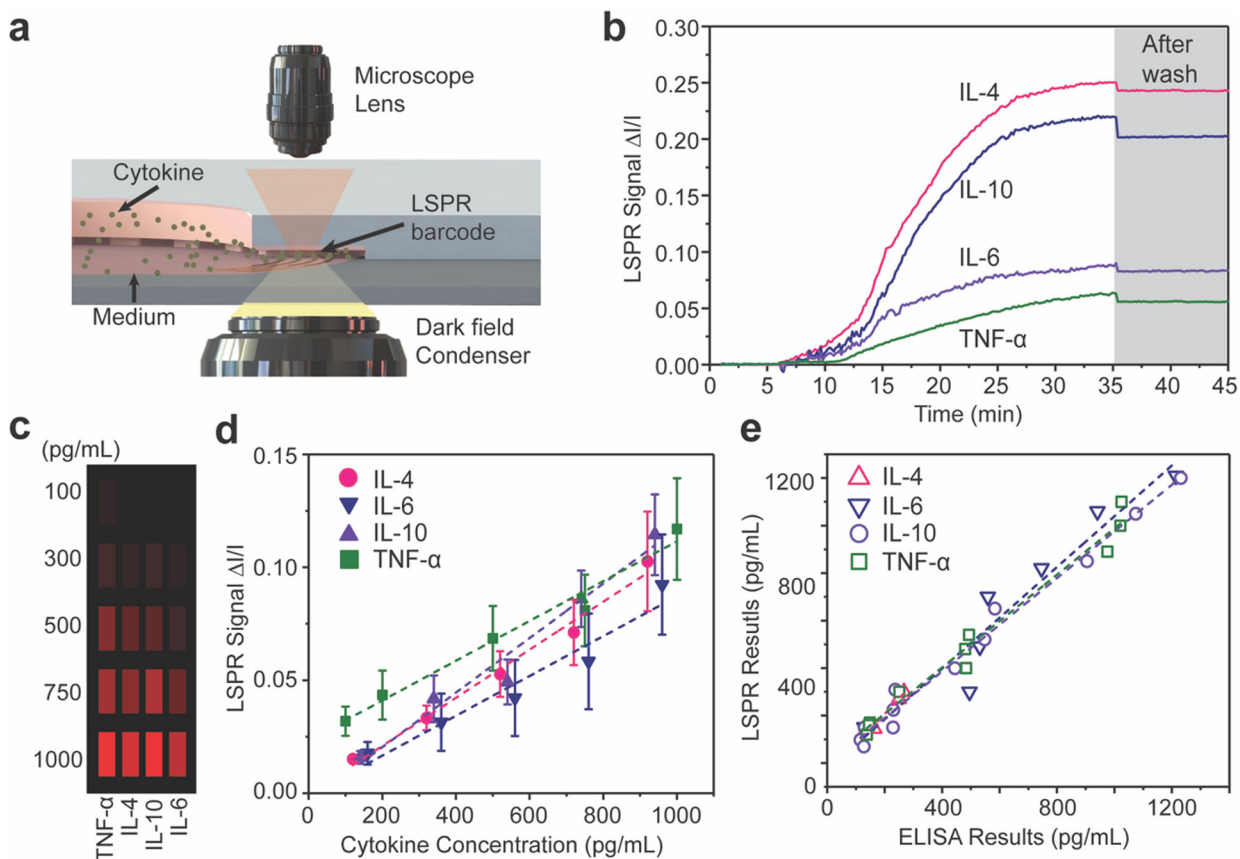 a
Microscope
Lens
Cytokine
LSPR
barcode
Medium
Dark field
Condenser
b
0.30
0.25
0.20
0.15
0.10
0.05
0.00
LSPR Signal ΔI/I
After
wash
IL-4
IL-10
IL-6
TNF-α
0 5 10 15 20 25 30 35 40 45
Time (min)
c
(pg/mL)
100
300
500
750
1000
TNF-α
IL-4
IL-10
IL-6
d
0.15
0.10
0.05
0.00
LSPR Signal ΔI/I
IL-4
IL-6
IL-10
TNF-α
0 200 400 600 800 1000
Cytokine Concentration (pg/mL)
e
1200
800
400
0
LSPR Resutls (pg/mL)
IL-4
IL-6
IL-10
TNF-α
0 400 800 1200
ELISA Results (pg/mL)